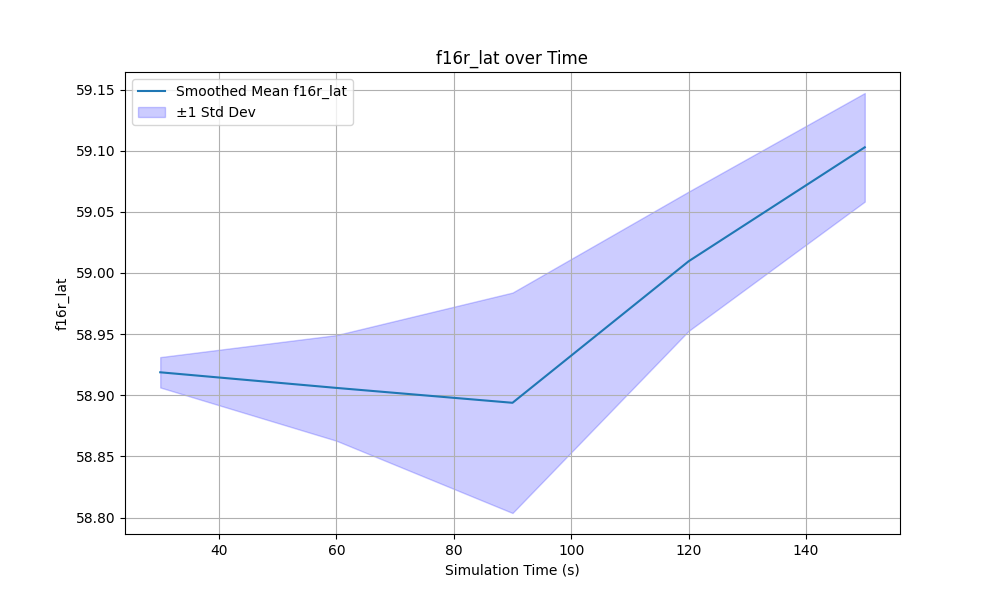 f16r_lat over Time
Smoothed Mean f16r_lat
±1 Std Dev
59.15
59.10
59.05
59.00
58.95
58.90
58.85
58.80
f16r_lat
40 60 80 100 120 140
Simulation Time (s)